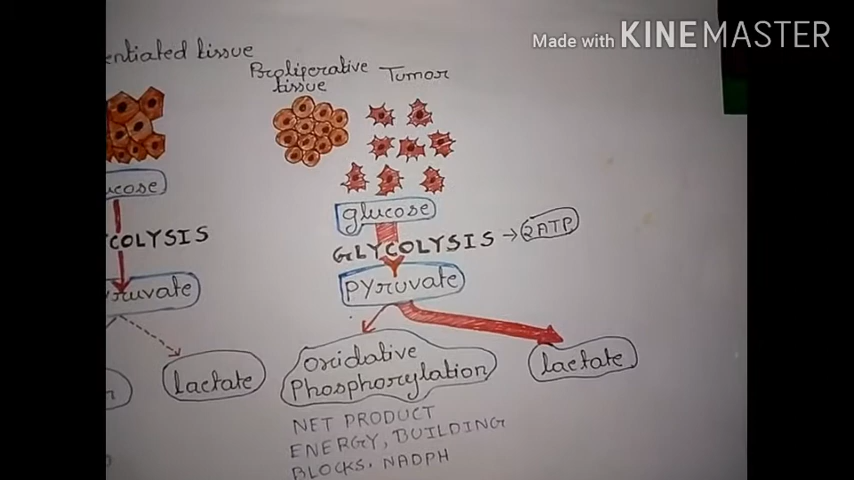 Made with KINEMASTER
entiated tissue
Proliferative tissue
Tumor
ucose
COLYSIS
yruvate
lactate
glucose
GLYCOLYSIS → 2ATP
Pyruvate
oxidative
Phosphorylation
lactate
NET PRODUCT
ENERGY, BUILDING
BLOCKS. NADPH